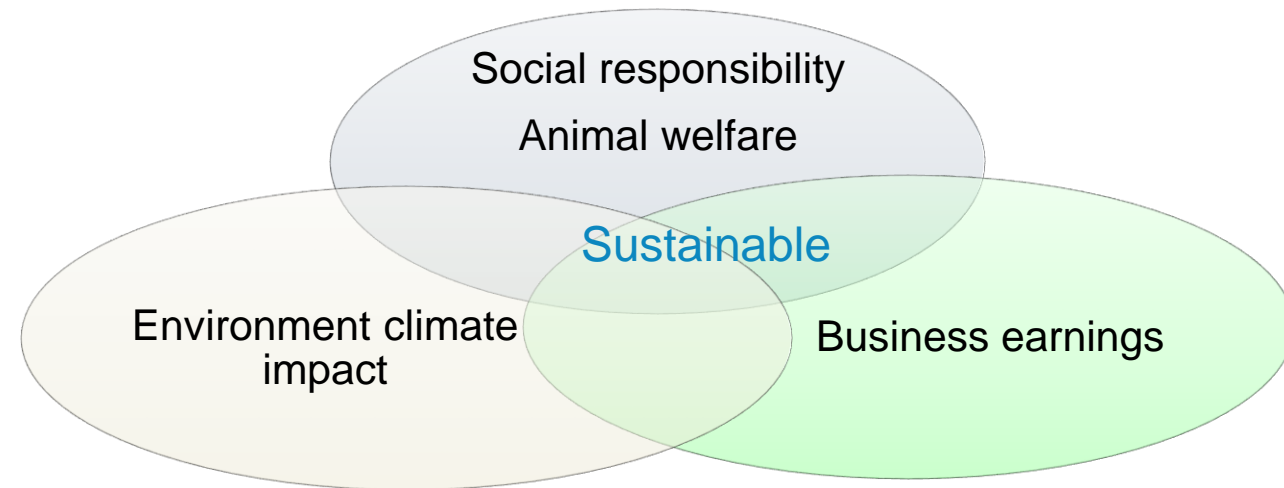 Social responsibility
Animal welfare
Sustainable
Environment climate
impact
Business earnings